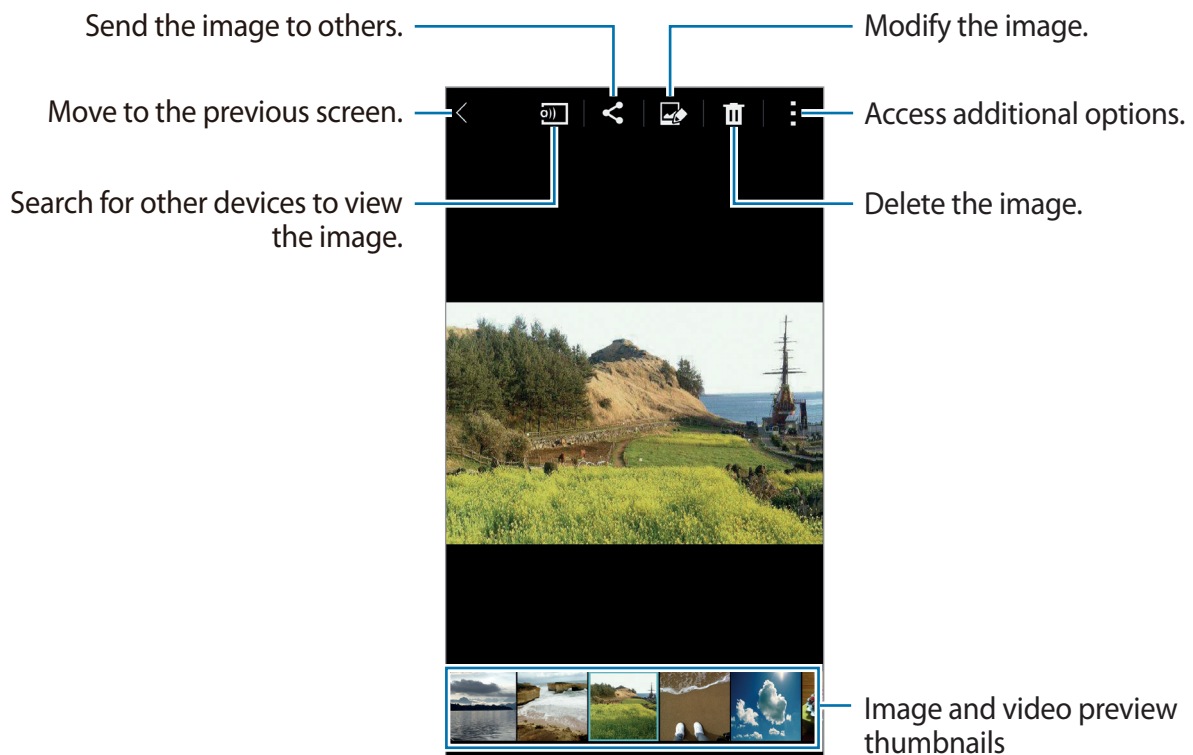 Send the image to others.
Modify the image.
Move to the previous screen.
Access additional options.
Search for other devices to view
the image.
Delete the image.
Image and video preview
thumbnails